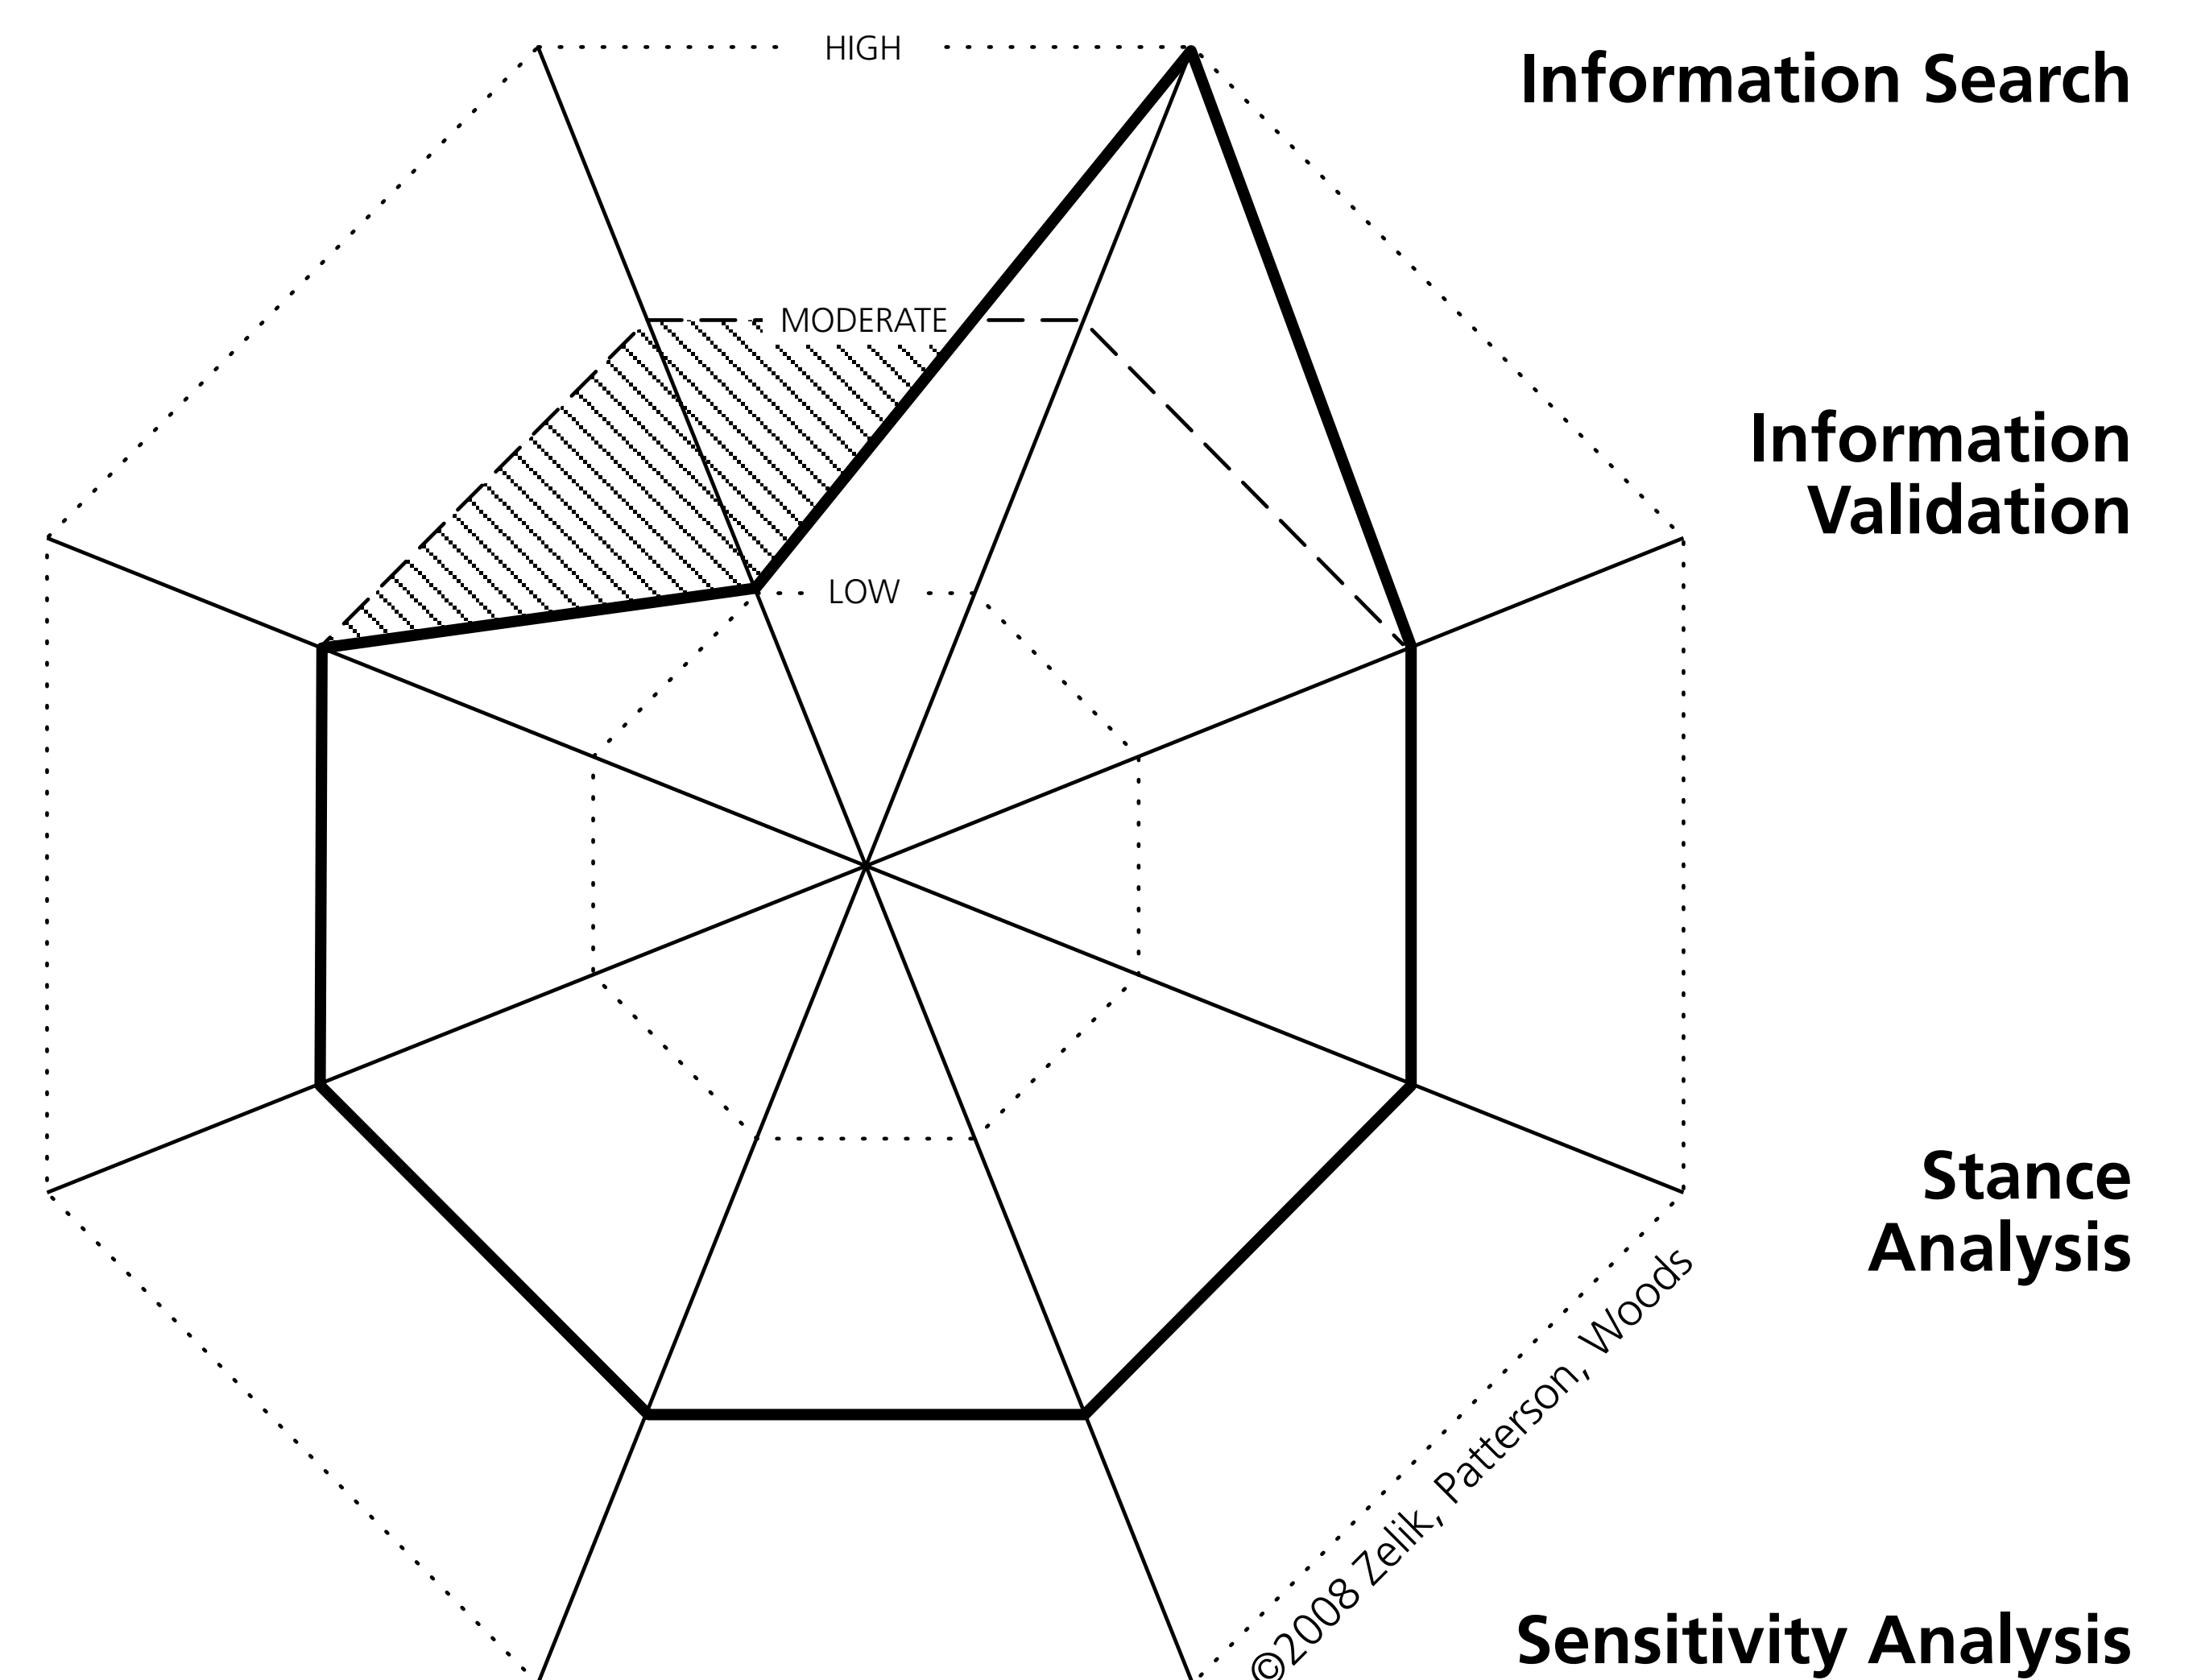 HIGH
Information Search
MODERATE
Information
Validation
LOW
Stance
Analysis
©2008 Zelik, Patterson, Woods
Sensitivity Analysis